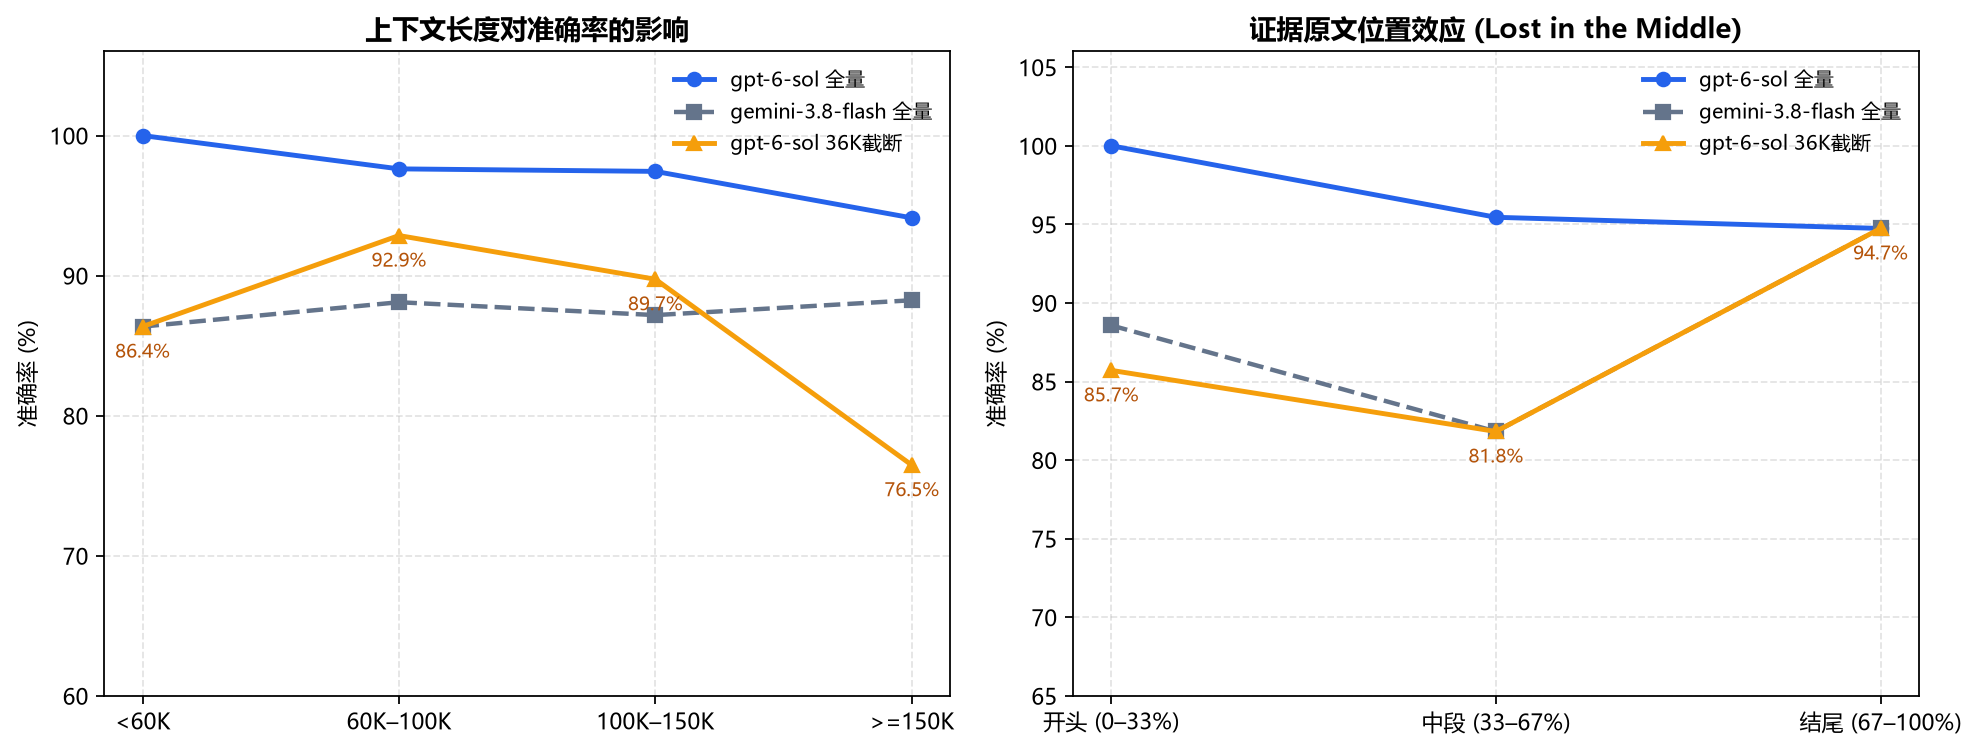 上下文长度对准确率的影响
gpt-6-sol 全量
gemini-3.8-flash 全量
gpt-6-sol 36K截断
准确率 (%)
100
90
80
70
60
92.9%
89.7%
86.4%
76.5%
<60K
60K–100K
100K–150K
>=150K
证据原文位置效应 (Lost in the Middle)
gpt-6-sol 全量
gemini-3.8-flash 全量
gpt-6-sol 36K截断
准确率 (%)
105
100
95
90
85
80
75
70
65
94.7%
85.7%
81.8%
开头 (0–33%)
中段 (33–67%)
结尾 (67–100%)